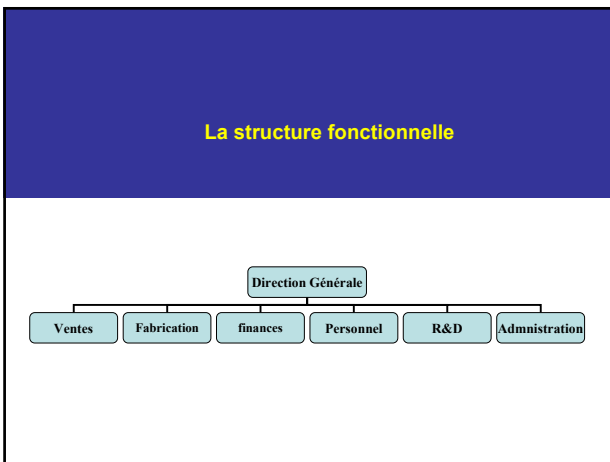 La structure fonctionnelle
Direction Générale
Ventes
Fabrication
finances
Personnel
R&D
Admnistration